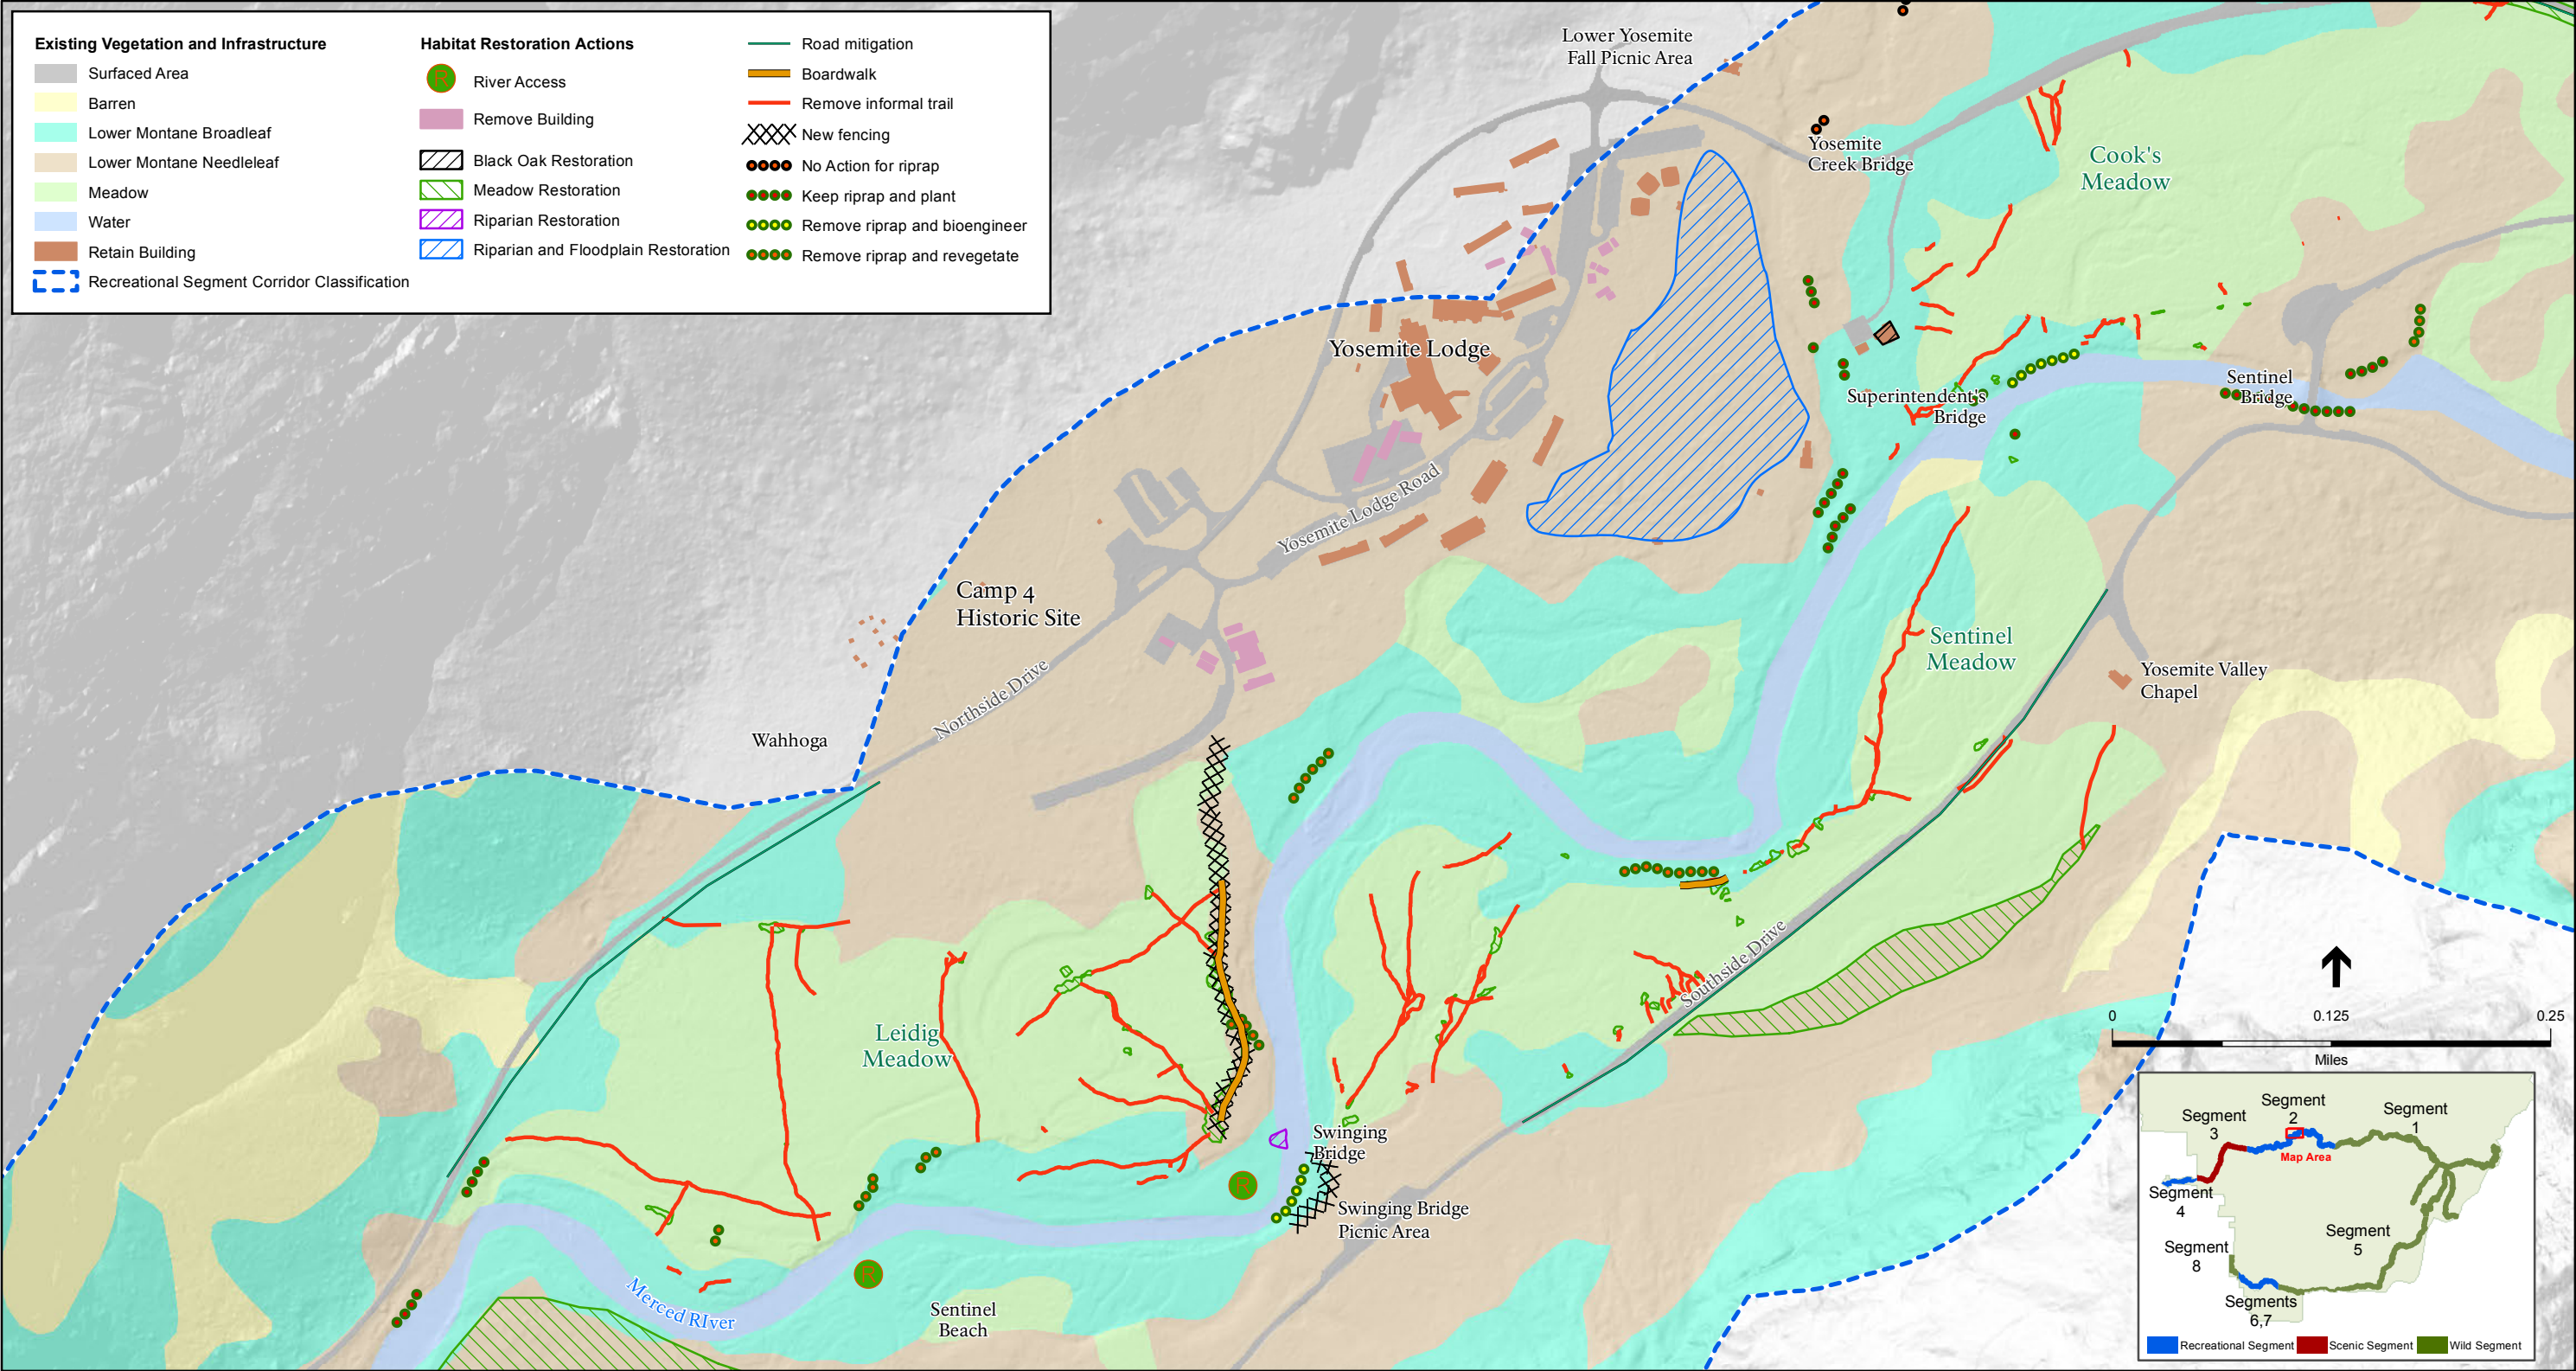 Existing Vegetation and Infrastructure
Surfaced Area
Barren
Lower Montane Broadleaf
Lower Montane Needleleaf
Meadow
Water
Retain Building
Recreational Segment Corridor Classification
Habitat Restoration Actions
R
River Access
Remove Building
Black Oak Restoration
Meadow Restoration
Riparian Restoration
Riparian and Floodplain Restoration
Road mitigation
Boardwalk
Remove informal trail
New fencing
No Action for riprap
Keep riprap and plant
Remove riprap and bioengineer
Remove riprap and revegetate
Lower Yosemite
Fall Picnic Area
Yosemite
Creek Bridge
Cook's
Meadow
Yosemite Lodge
Superintendent's
Bridge
Sentinel
Bridge
Yosemite Lodge Road
Camp 4
Historic Site
Northside Drive
Wahhoga
Sentinel
Meadow
Yosemite Valley
Chapel
Southside Drive
Leidig
Meadow
Swinging
Bridge
R
Swinging Bridge
Picnic Area
R
Merced RIver
Sentinel
Beach
0
0.125
0.25
Miles
Segment
1
Segment
2
Segment
3
Map Area
Segment
4
Segment
5
Segment
8
Segments
6,7
Recreational Segment
Scenic Segment
Wild Segment